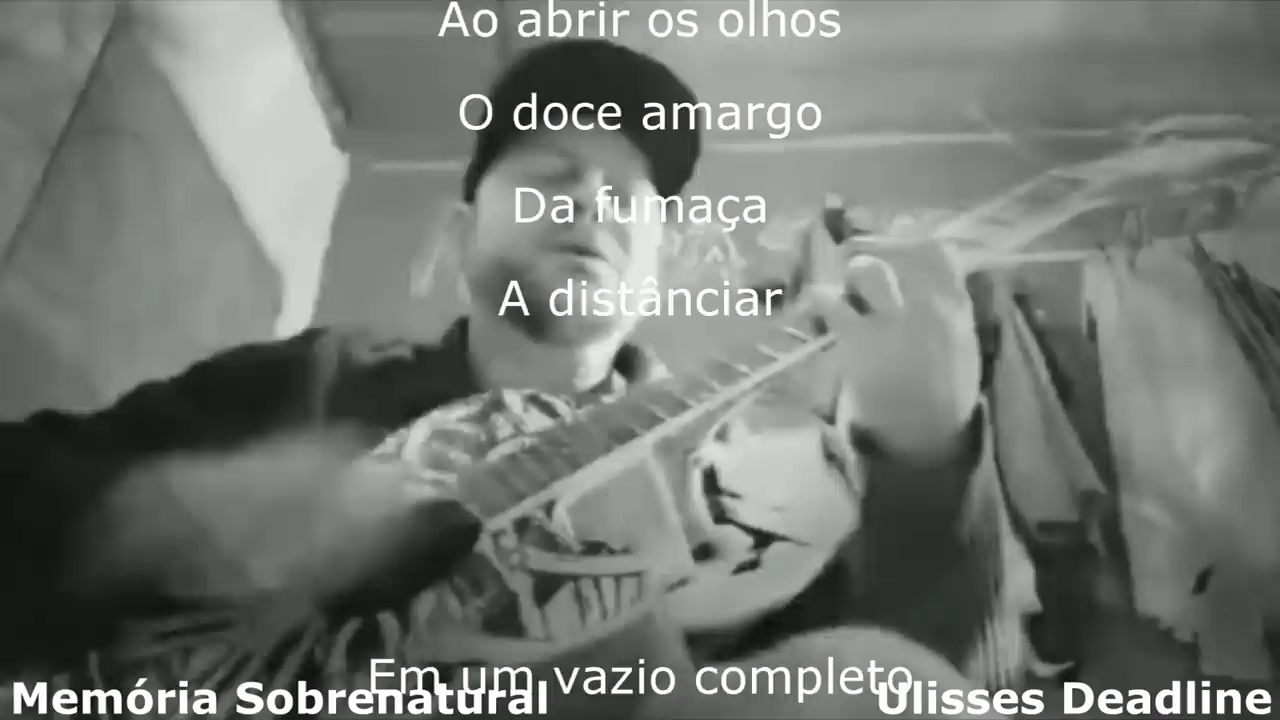 Ao abrir os olhos
O doce amargo
Da fumaça
A distânciar
Em um vazio completo
Memória Sobrenatural
Ulisses Deadline